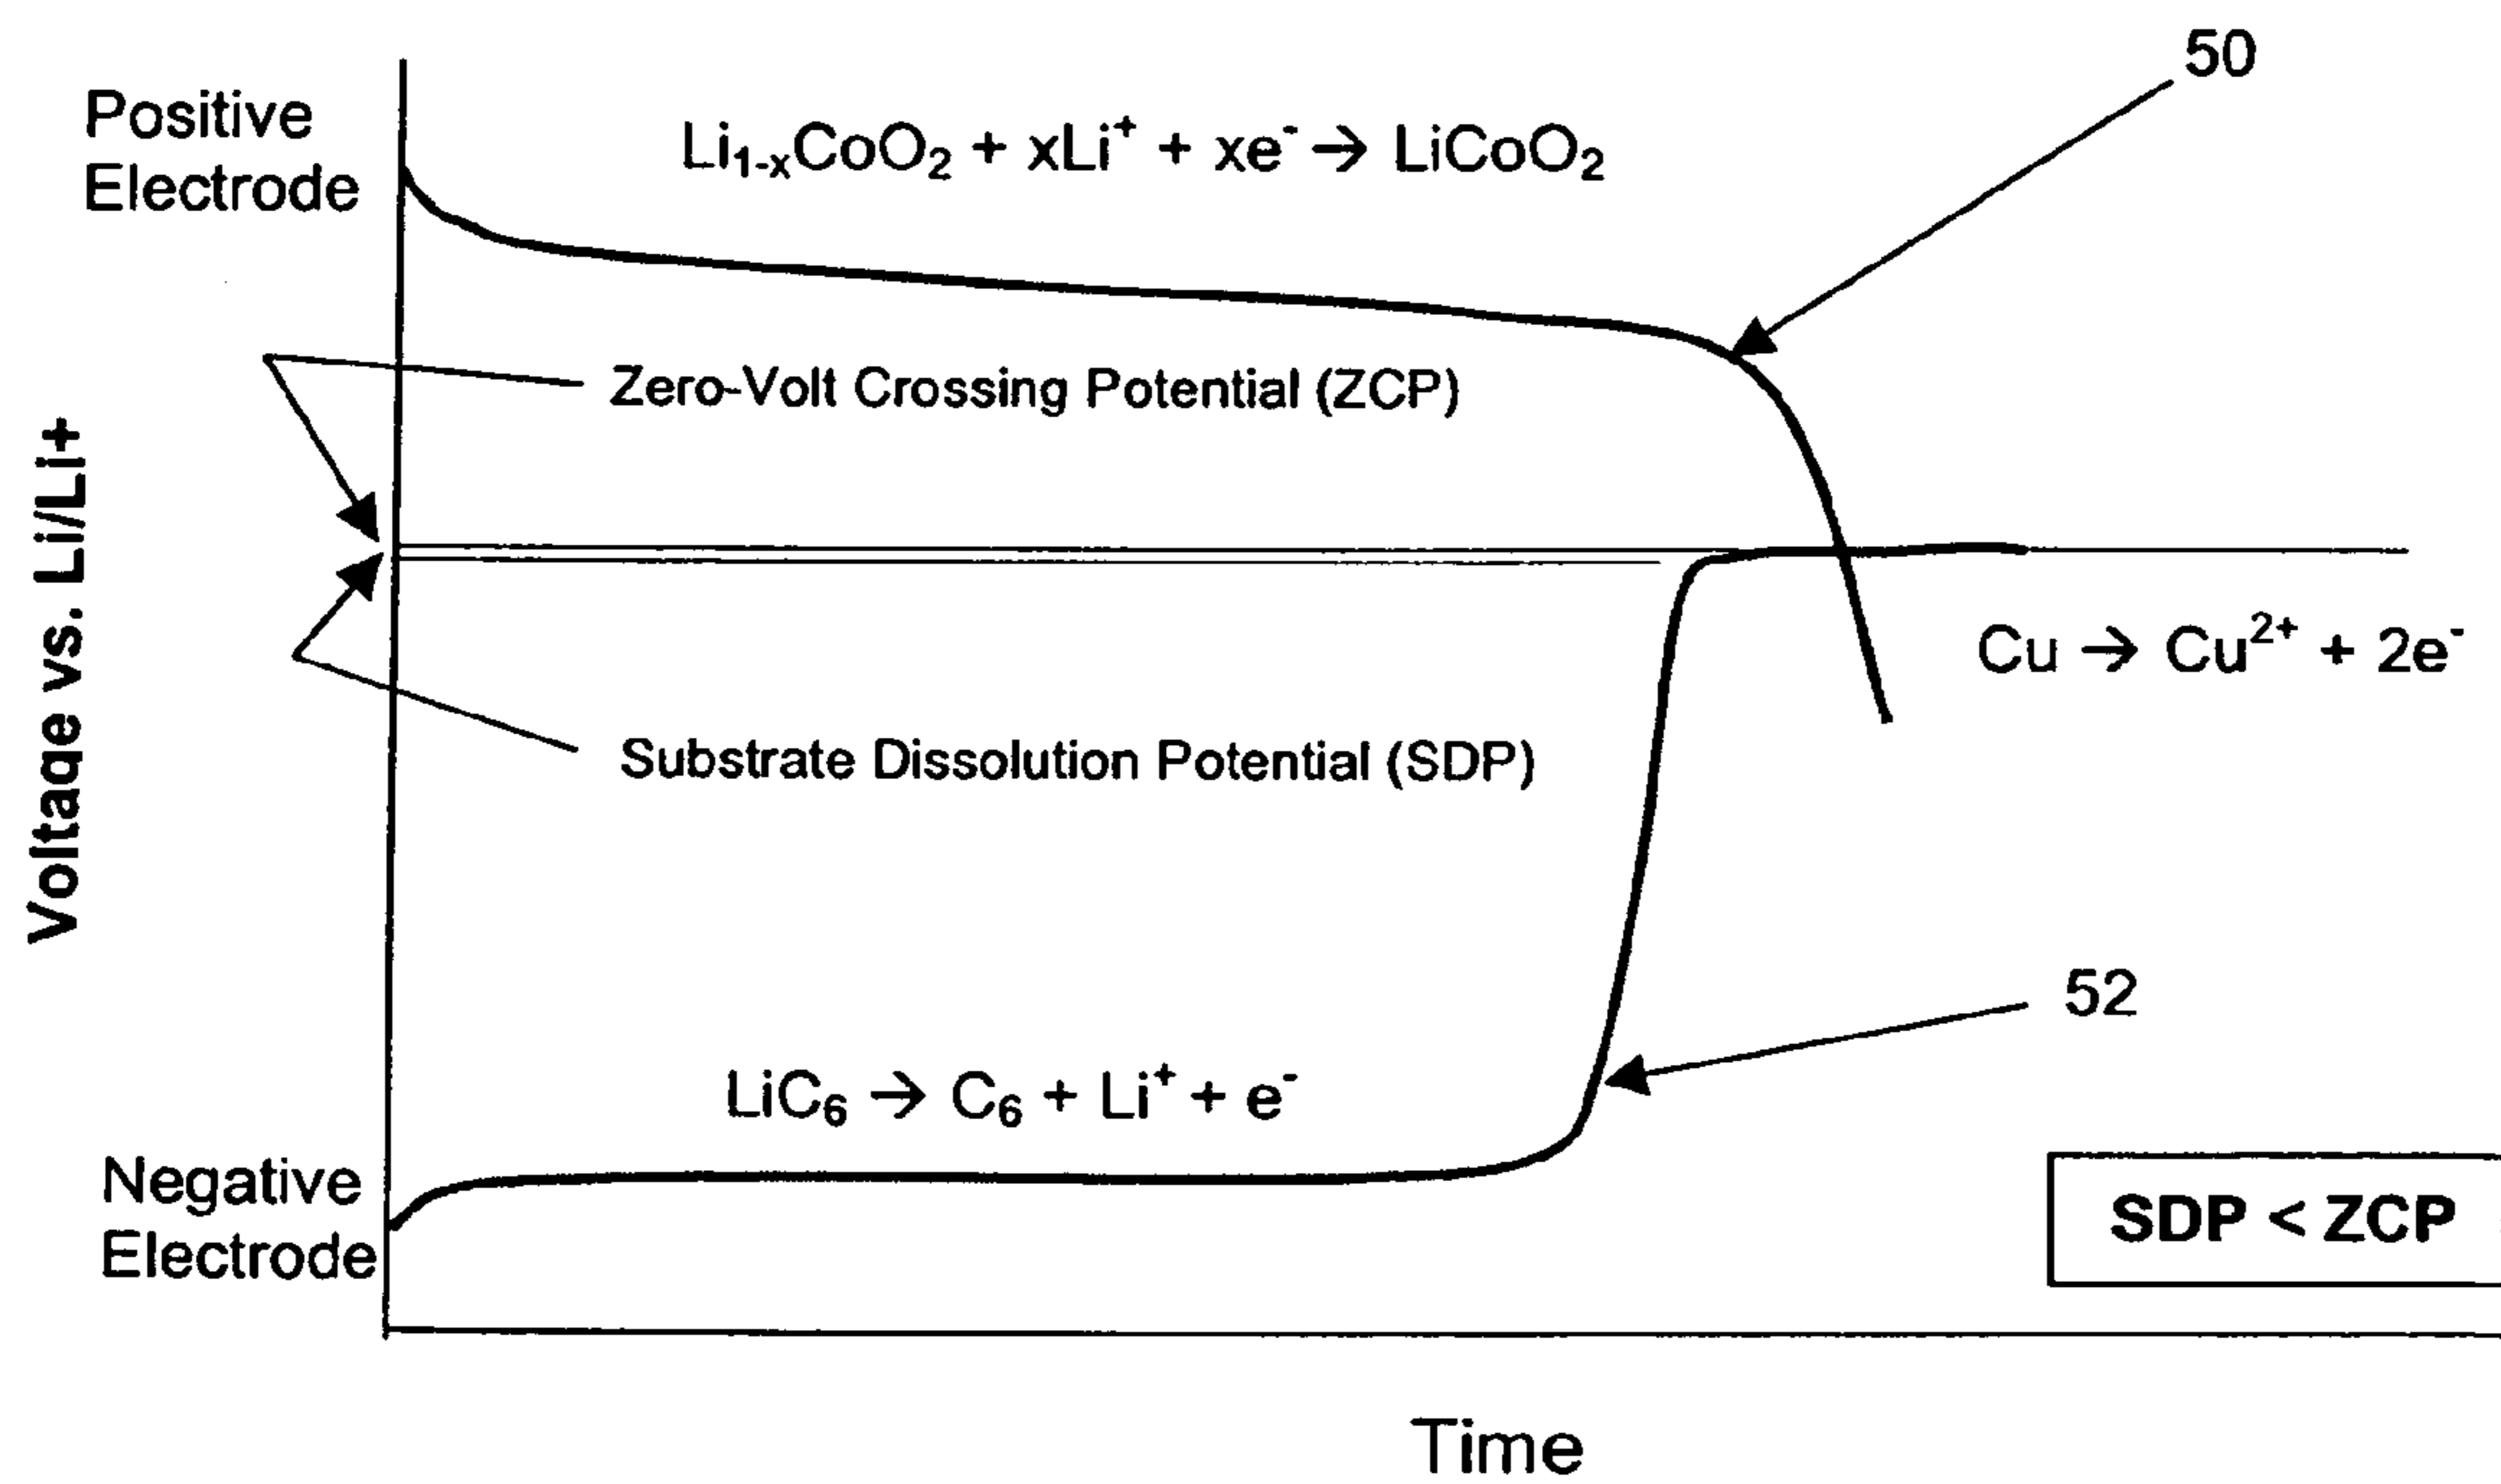 50
Positive
Electrode
Li₁₋ₓCoO₂ + xLi⁺ + xe⁻ → LiCoO₂
Zero-Volt Crossing Potential (ZCP)
Voltage vs. Li/Li+
Cu → Cu²⁺ + 2e⁻
Substrate Dissolution Potential (SDP)
52
LiC₆ → C₆ + Li⁺ + e⁻
Negative
Electrode
SDP < ZCP
Time